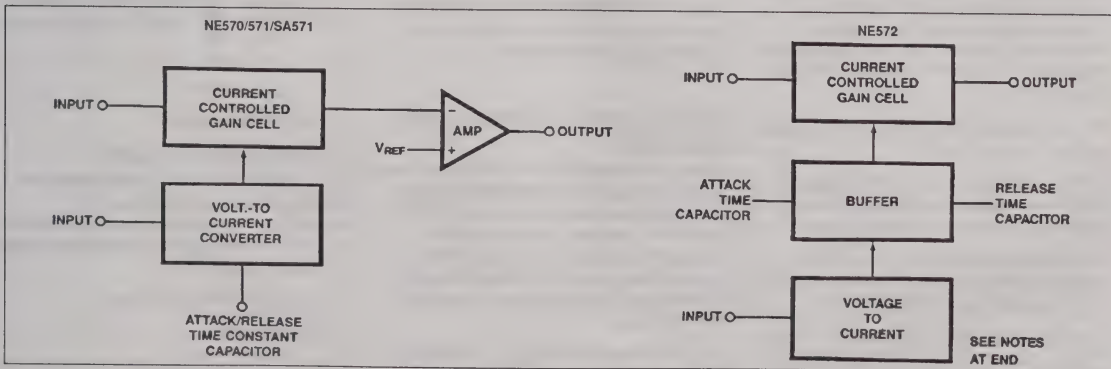 NE570/571/SA571
INPUT
CURRENT
CONTROLLED
GAIN CELL
−
AMP
+
VREF
OUTPUT
INPUT
VOLT.-TO
CURRENT
CONVERTER
ATTACK/RELEASE
TIME CONSTANT
CAPACITOR
NE572
INPUT
CURRENT
CONTROLLED
GAIN CELL
OUTPUT
ATTACK
TIME
CAPACITOR
BUFFER
RELEASE
TIME
CAPACITOR
INPUT
VOLTAGE
TO
CURRENT
SEE NOTES
AT END